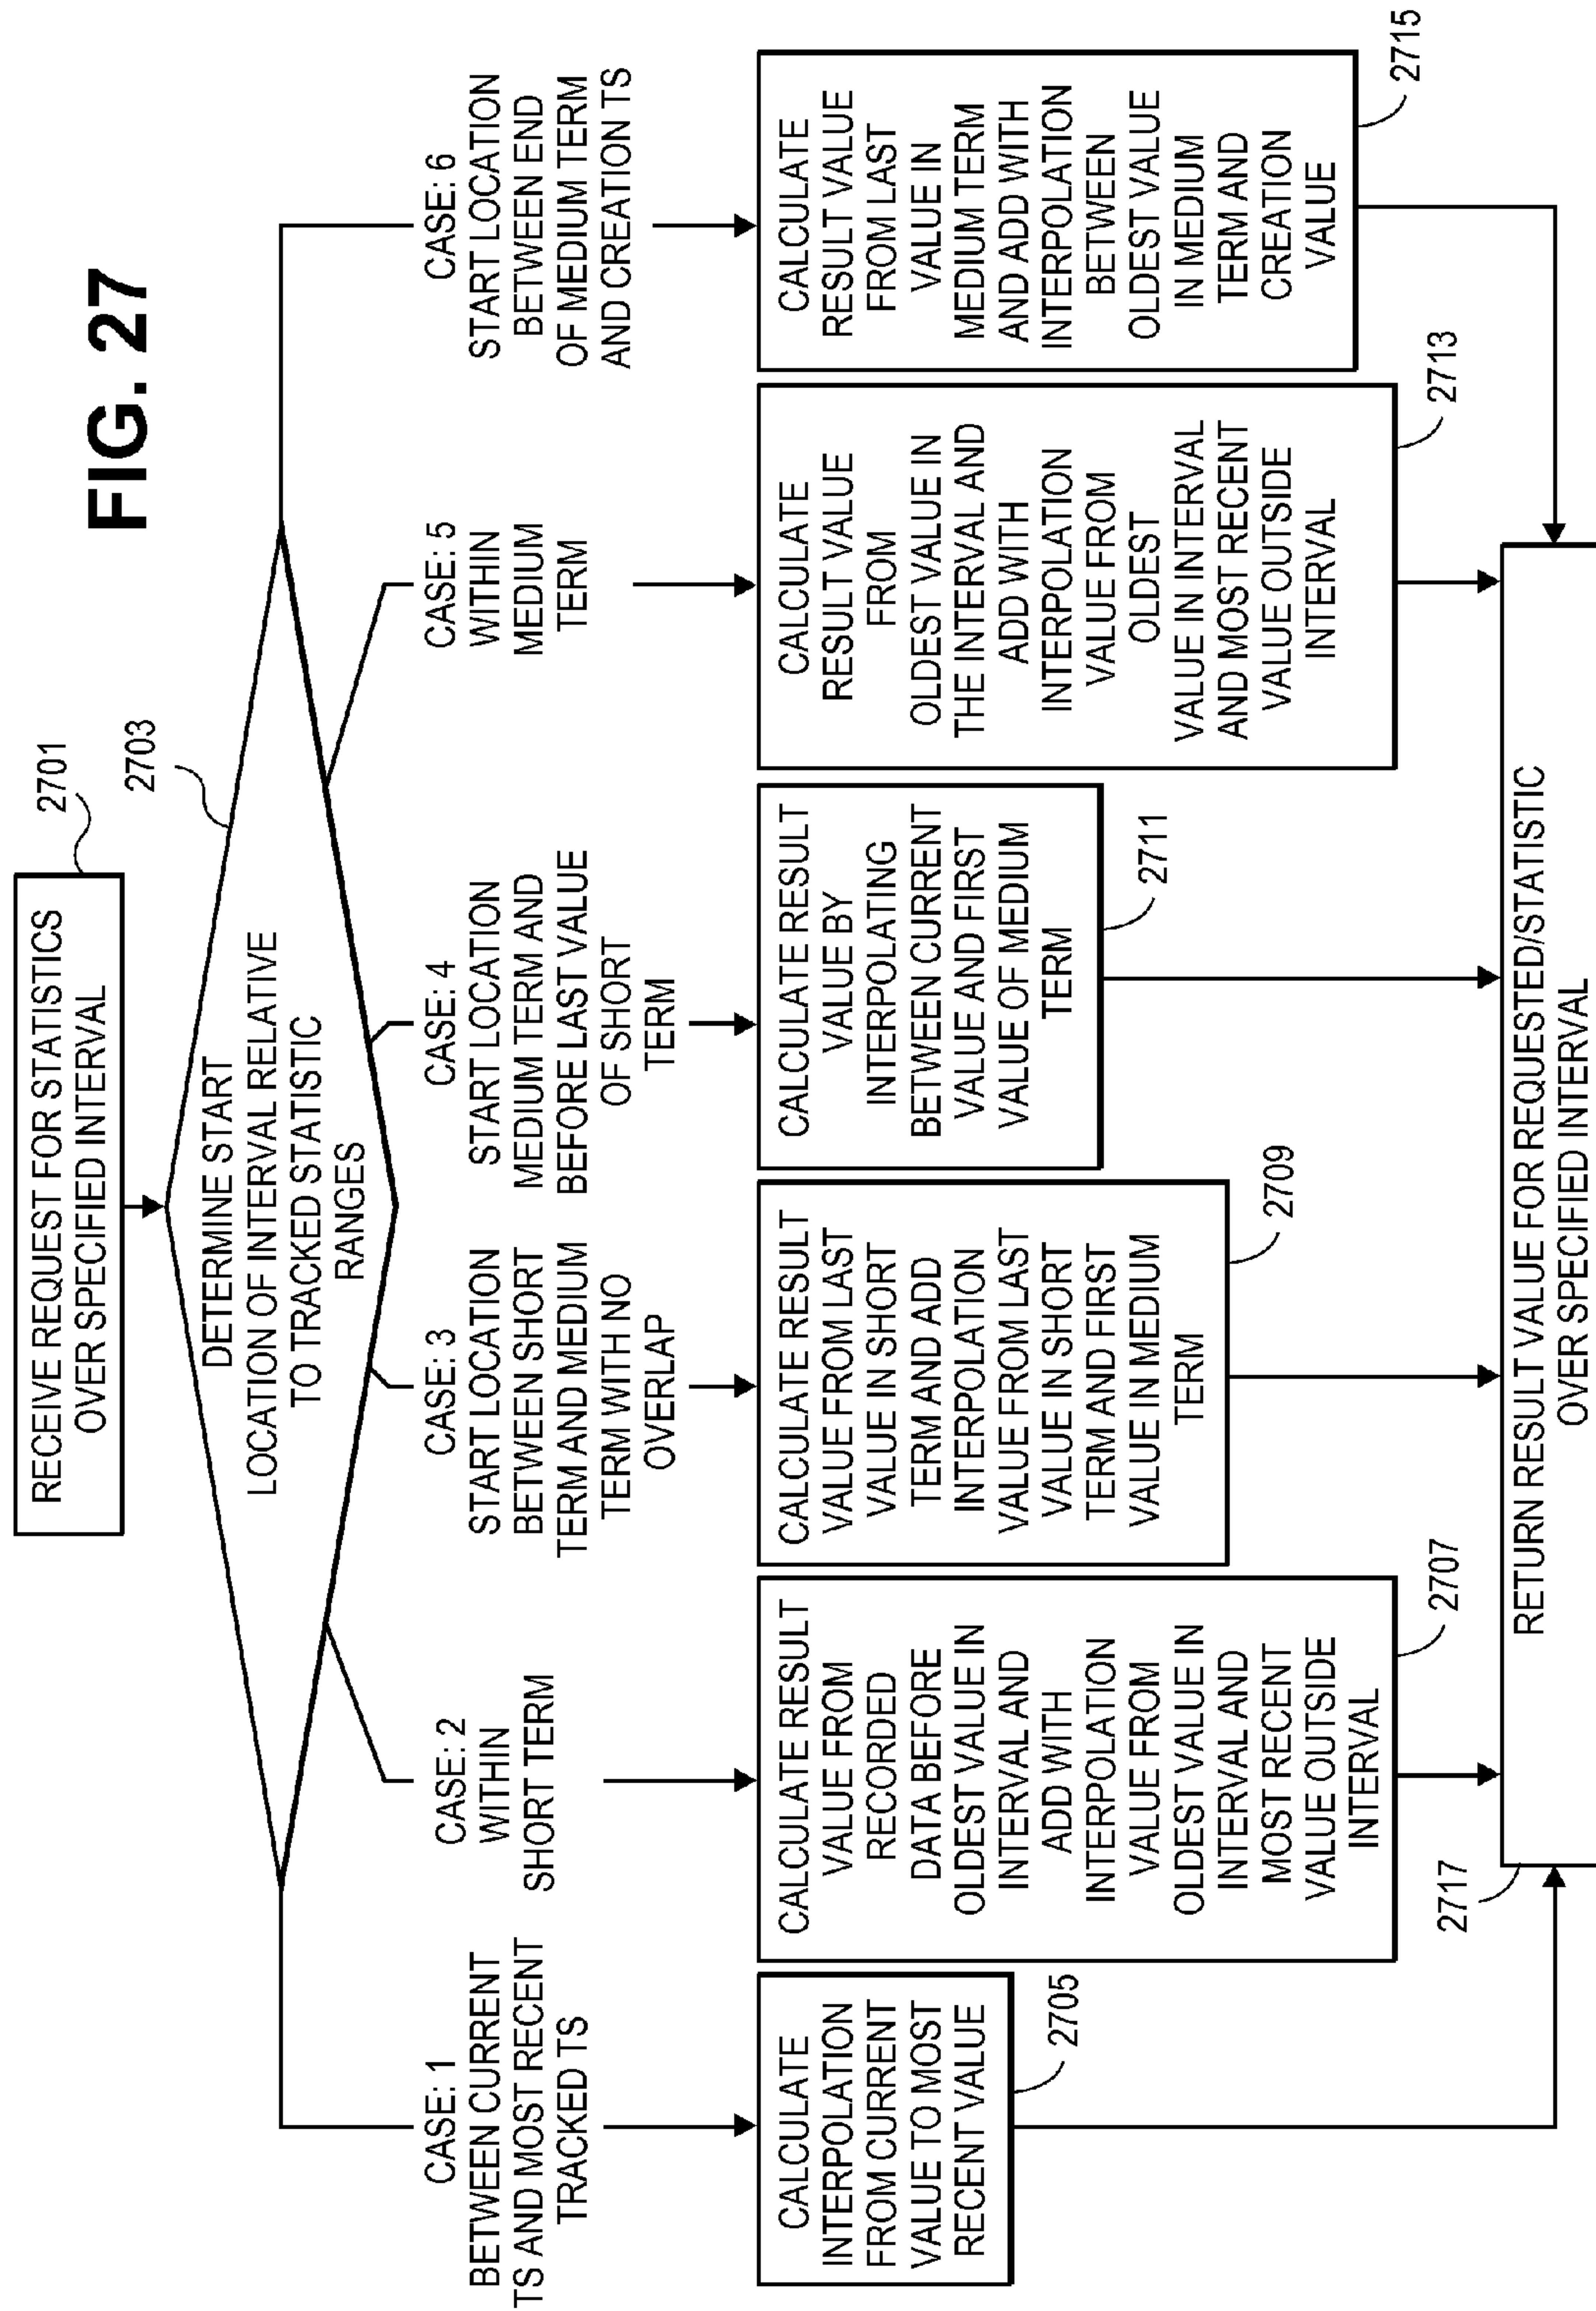 FIG. 27
RECEIVE REQUEST FOR STATISTICS
OVER SPECIFIED INTERVAL
2701
DETERMINE START
LOCATION OF INTERVAL RELATIVE
TO TRACKED STATISTIC
RANGES
2703
CASE: 1
BETWEEN CURRENT
TS AND MOST RECENT
TRACKED TS
CALCULATE
INTERPOLATION
FROM CURRENT
VALUE TO MOST
RECENT VALUE
2705
CASE: 2
WITHIN
SHORT TERM
CALCULATE RESULT
VALUE FROM
RECORDED
DATA BEFORE
OLDEST VALUE IN
INTERVAL AND
ADD WITH
INTERPOLATION
VALUE FROM
OLDEST VALUE IN
INTERVAL AND
MOST RECENT
VALUE OUTSIDE
INTERVAL
2707
CASE: 3
START LOCATION
BETWEEN SHORT
TERM AND MEDIUM
TERM WITH NO
OVERLAP
CALCULATE RESULT
VALUE FROM LAST
VALUE IN SHORT
TERM AND ADD
INTERPOLATION
VALUE FROM LAST
VALUE IN SHORT
TERM AND FIRST
VALUE IN MEDIUM
TERM
2709
CASE: 4
START LOCATION
MEDIUM TERM AND
BEFORE LAST VALUE
OF SHORT
TERM
CALCULATE RESULT
VALUE BY
INTERPOLATING
BETWEEN CURRENT
VALUE AND FIRST
VALUE OF MEDIUM
TERM
2711
CASE: 5
WITHIN
MEDIUM
TERM
CALCULATE
RESULT VALUE
FROM
OLDEST VALUE IN
THE INTERVAL AND
ADD WITH
INTERPOLATION
VALUE FROM
OLDEST
VALUE IN INTERVAL
AND MOST RECENT
VALUE OUTSIDE
INTERVAL
2713
CASE: 6
START LOCATION
BETWEEN END
OF MEDIUM TERM
AND CREATION TS
CALCULATE
RESULT VALUE
FROM LAST
VALUE IN
MEDIUM TERM
AND ADD WITH
INTERPOLATION
BETWEEN
OLDEST VALUE
IN MEDIUM
TERM AND
CREATION
VALUE
2715
2717
RETURN RESULT VALUE FOR REQUESTED/STATISTIC
OVER SPECIFIED INTERVAL